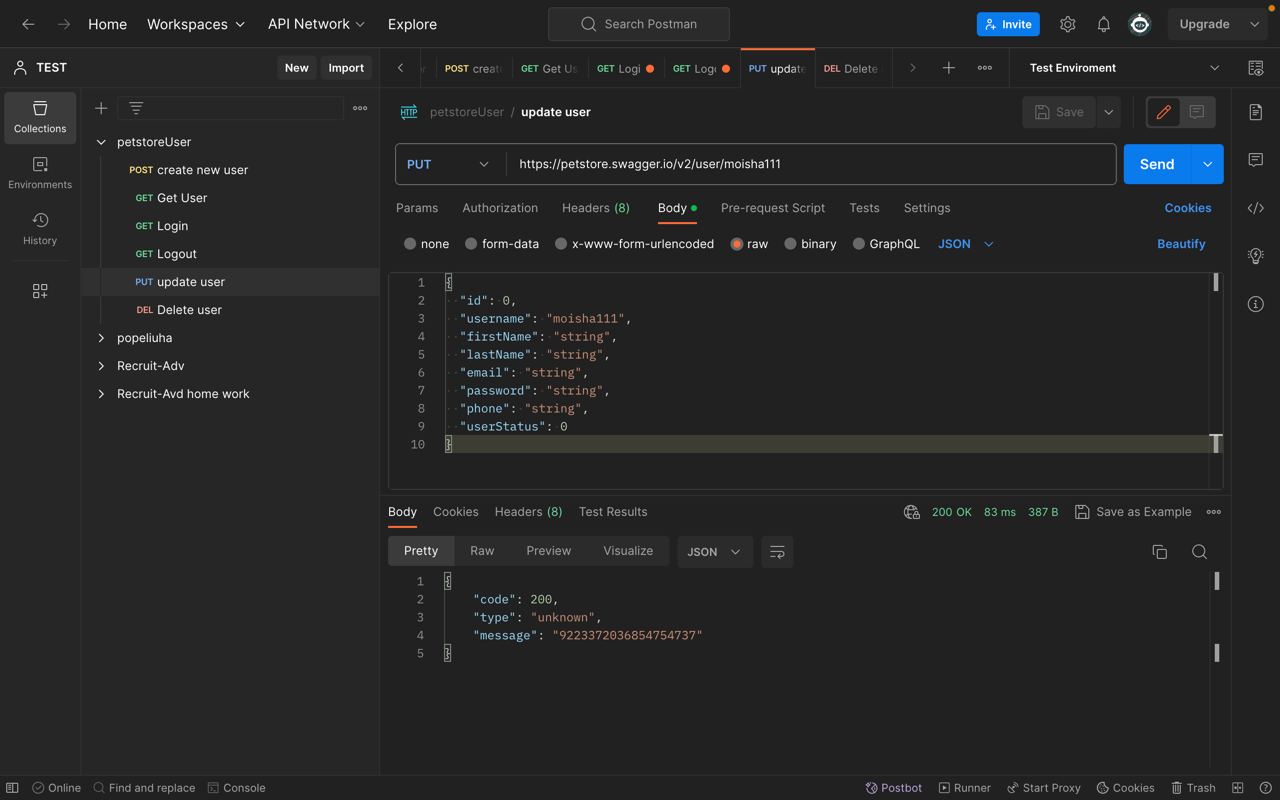 Home Workspaces API Network Explore Search Postman Invite Upgrade
TEST New Import
POST create GET Get Us GET Logi GET Logo PUT update DEL Delete Test Enviroment
Collections
Environments
History
petstoreUser
POST create new user
GET Get User
GET Login
GET Logout
PUT update user
DEL Delete user
popeliuha
Recruit-Adv
Recruit-Avd home work
HTTP petstoreUser / update user Save
PUT https://petstore.swagger.io/v2/user/moisha111 Send
Params Authorization Headers (8) Body Pre-request Script Tests Settings Cookies
none form-data x-www-form-urlencoded raw binary GraphQL JSON Beautify
1 {
2 "id": 0,
3 "username": "moisha111",
4 "firstName": "string",
5 "lastName": "string",
6 "email": "string",
7 "password": "string",
8 "phone": "string",
9 "userStatus": 0
10 }
Body Cookies Headers (8) Test Results 200 OK 83 ms 387 B Save as Example
Pretty Raw Preview Visualize JSON
1 {
2 "code": 200,
3 "type": "unknown",
4 "message": "9223372036854754737"
5 }
Online Find and replace Console Postbot Runner Start Proxy Cookies Trash